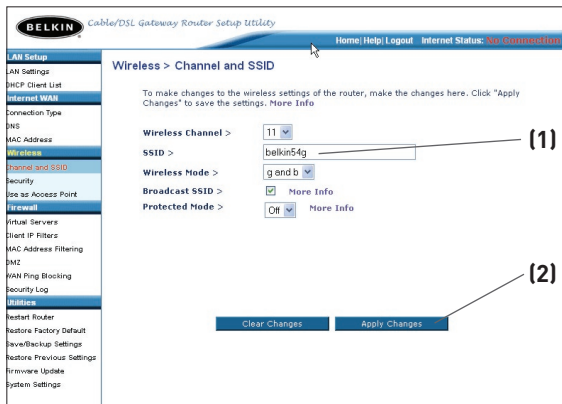 BELKIN Cable/DSL Gateway Router Setup Utility
Home|Help|Logout Internet Status: No Connection
LAN Setup
LAN Settings
DHCP Client List
Internet WAN
Connection Type
DNS
MAC Address
Wireless
Channel and SSID
Security
Use as Access Point
Firewall
Virtual Servers
Client IP Filters
MAC Address Filtering
DMZ
WAN Ping Blocking
Security Log
Utilities
Restart Router
Restore Factory Default
Save/Backup Settings
Restore Previous Settings
Firmware Update
System Settings
Wireless > Channel and SSID
To make changes to the wireless settings of the router, make the changes here. Click "Apply
Changes" to save the settings. More Info
Wireless Channel > 11
SSID > belkin54g
(1)
Wireless Mode > g and b
Broadcast SSID > More Info
Protected Mode > Off More Info
(2)
Clear Changes Apply Changes